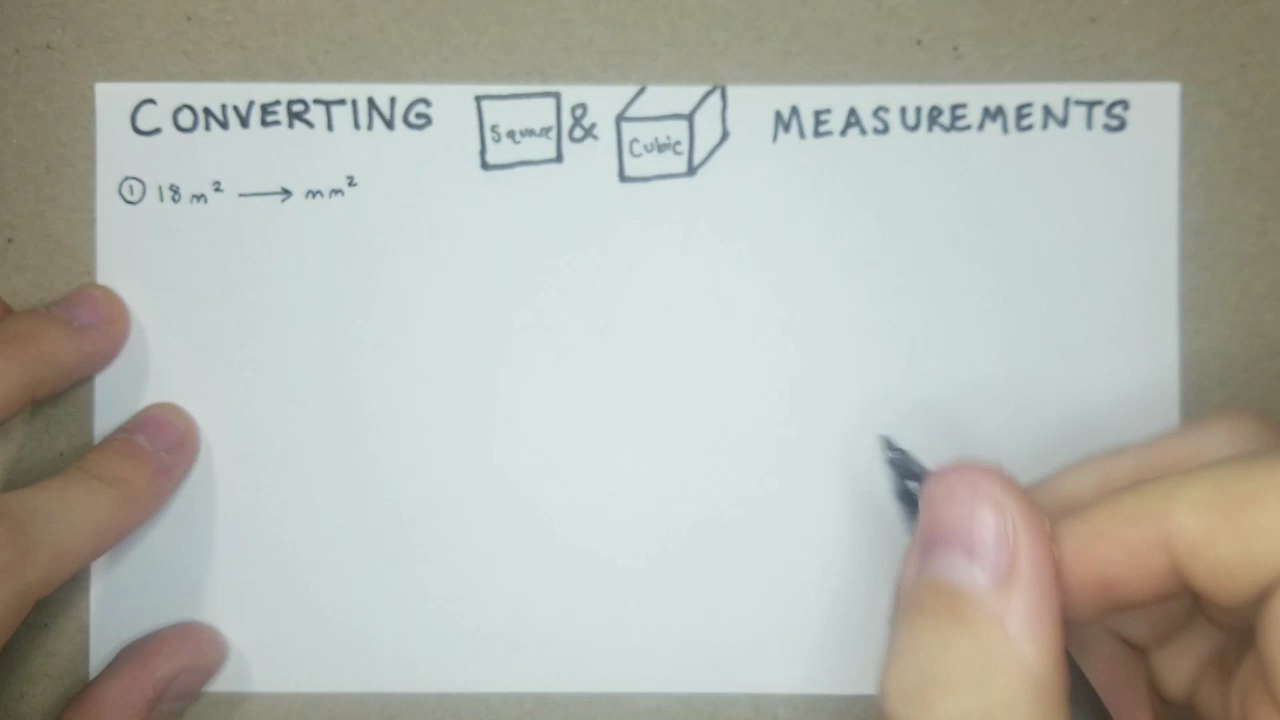 CONVERTING Square & Cubic MEASUREMENTS
① 18 m² ⟶ mm²